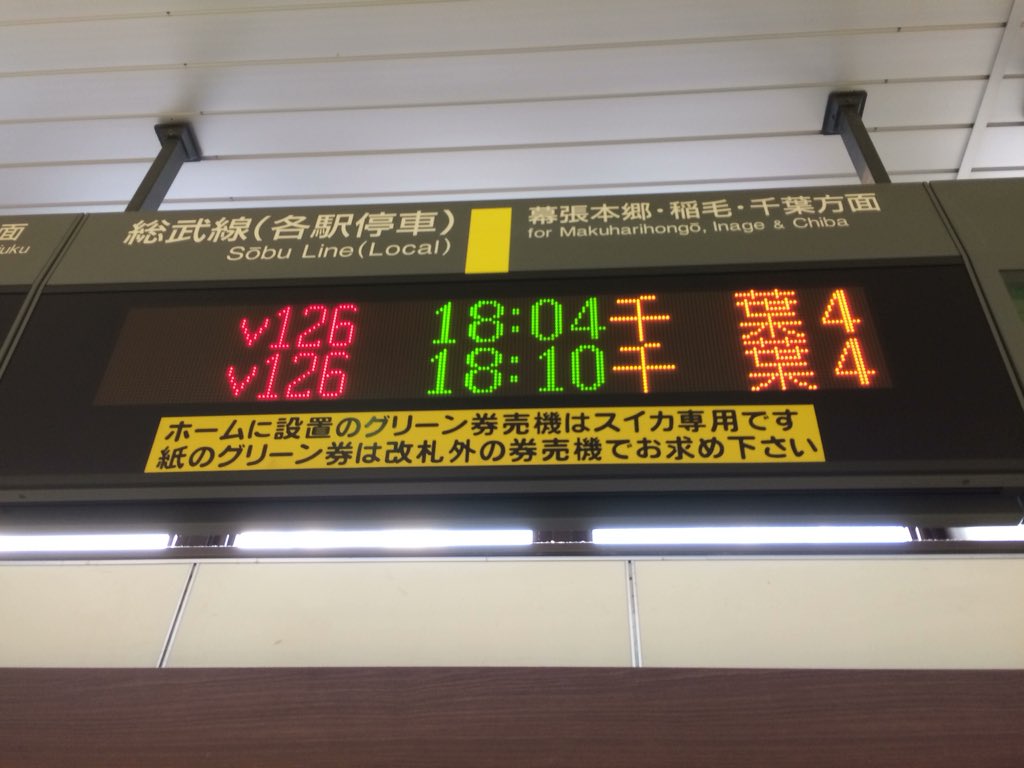 面
総武線(各駅停車)
Sōbu Line(Local)
幕張本郷・稲毛・千葉方面
for Makuharihongō, Inage & Chiba
v126 18:04 千 葉 4
v126 18:10 千 葉 4
ホームに設置のグリーン券売機はスイカ専用です
紙のグリーン券は改札外の券売機でお求め下さい